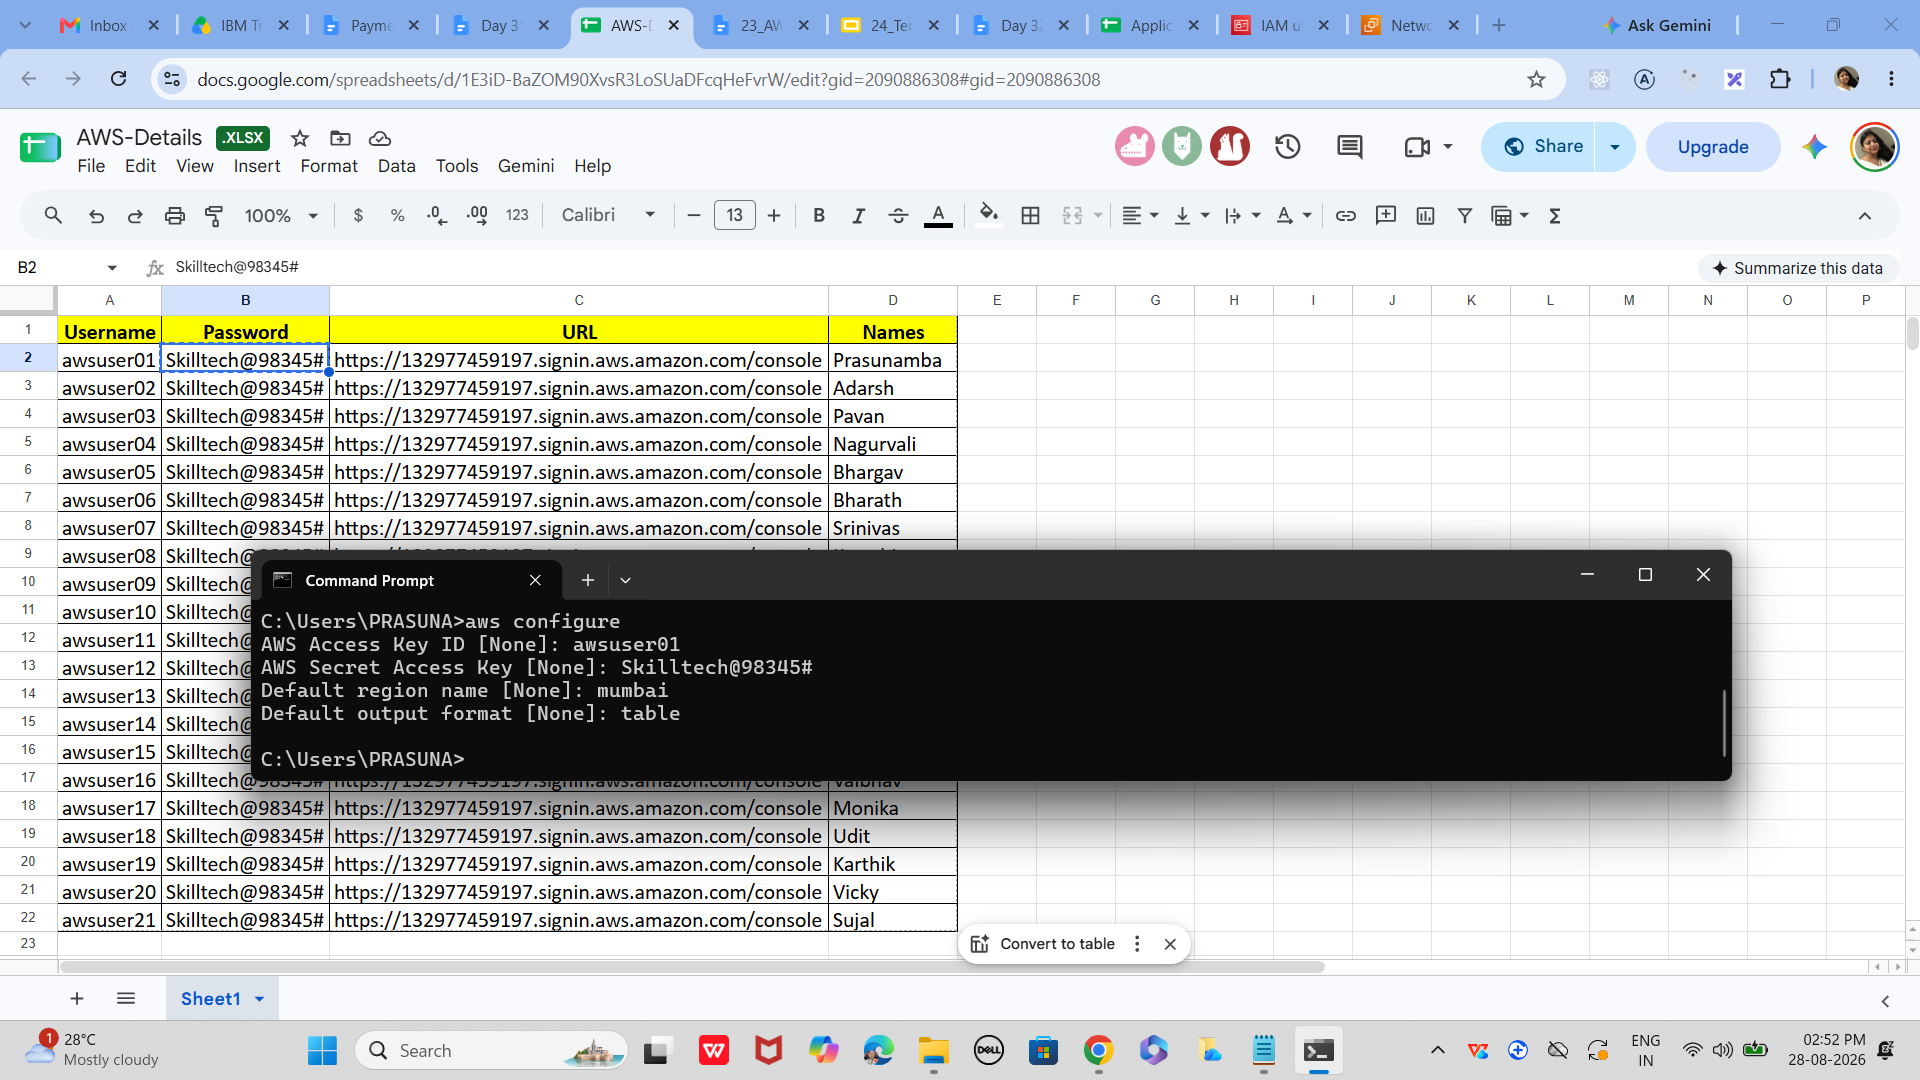 Inbox
IBM Tr
Payme
Day 3
AWS-D
23_AW
24_Ter
Day 32
Applic
IAM u
Netwo
Ask Gemini
docs.google.com/spreadsheets/d/1E3iD-BaZOM90XvsR3LoSUaDFcqHeFvrW/edit?gid=2090886308#gid=2090886308
AWS-Details .XLSX
File Edit View Insert Format Data Tools Gemini Help
Share
Upgrade
100% $ % .0 .00 123 Calibri 13 B I A
B2 fx Skilltech@98345#
Summarize this data
A B C D E F G H I J K L M N O P
1 Username Password URL Names
2 awsuser01 Skilltech@98345# https://132977459197.signin.aws.amazon.com/console Prasunamba
3 awsuser02 Skilltech@98345# https://132977459197.signin.aws.amazon.com/console Adarsh
4 awsuser03 Skilltech@98345# https://132977459197.signin.aws.amazon.com/console Pavan
5 awsuser04 Skilltech@98345# https://132977459197.signin.aws.amazon.com/console Nagurvali
6 awsuser05 Skilltech@98345# https://132977459197.signin.aws.amazon.com/console Bhargav
7 awsuser06 Skilltech@98345# https://132977459197.signin.aws.amazon.com/console Bharath
8 awsuser07 Skilltech@98345# https://132977459197.signin.aws.amazon.com/console Srinivas
9 awsuser08 Skilltech@
10 awsuser09 Skilltech@
11 awsuser10 Skilltech@
12 awsuser11 Skilltech@
13 awsuser12 Skilltech@
14 awsuser13 Skilltech@
15 awsuser14 Skilltech@
16 awsuser15 Skilltech@
17 awsuser16 Skilltech@
18 awsuser17 Skilltech@98345# https://132977459197.signin.aws.amazon.com/console Monika
19 awsuser18 Skilltech@98345# https://132977459197.signin.aws.amazon.com/console Udit
20 awsuser19 Skilltech@98345# https://132977459197.signin.aws.amazon.com/console Karthik
21 awsuser20 Skilltech@98345# https://132977459197.signin.aws.amazon.com/console Vicky
22 awsuser21 Skilltech@98345# https://132977459197.signin.aws.amazon.com/console Sujal
23
Command Prompt
C:\Users\PRASUNA>aws configure
AWS Access Key ID [None]: awsuser01
AWS Secret Access Key [None]: Skilltech@98345#
Default region name [None]: mumbai
Default output format [None]: table
C:\Users\PRASUNA>
Convert to table
Sheet1
1
28°C
Mostly cloudy
Search
DELL
ENG
IN
02:52 PM
28-08-2026